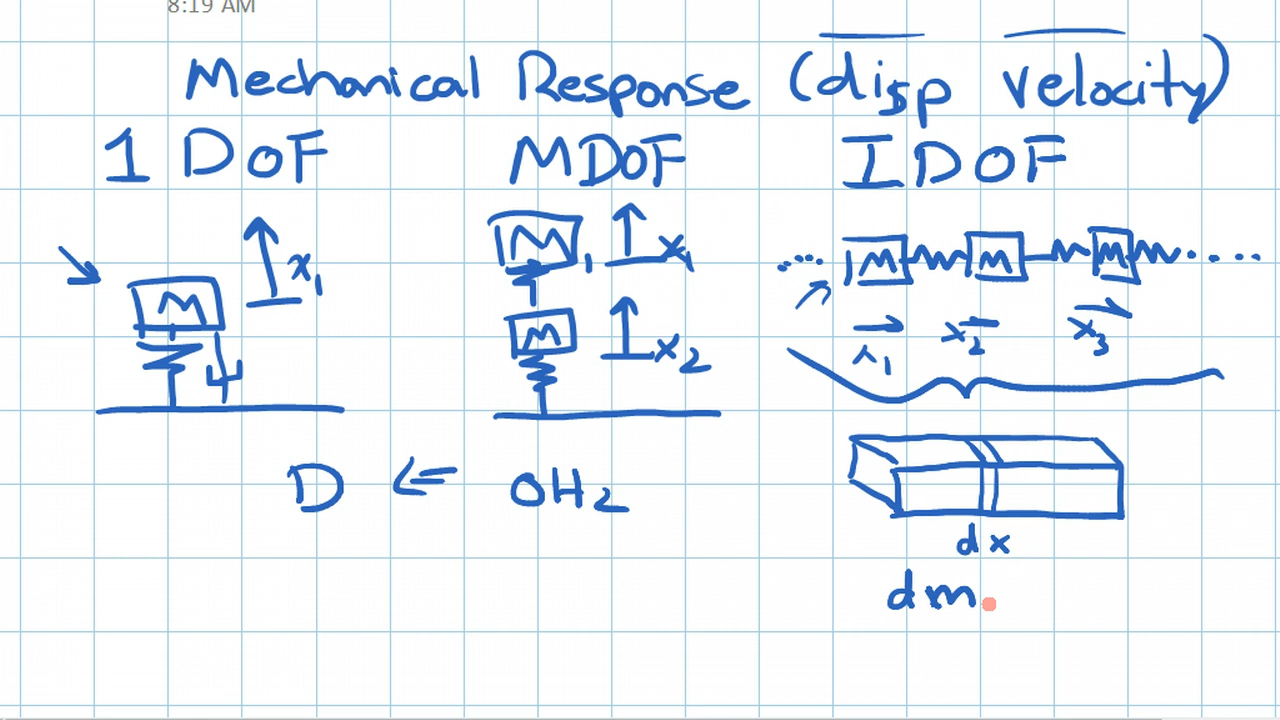 8:19 AM
Mechanical Response (disp velocity)
1 DOF MDOF IDOF
M x1
M1 x1
M x2
M M M
x1 x2 x3
D ⇐ 0Hz
dx
dm